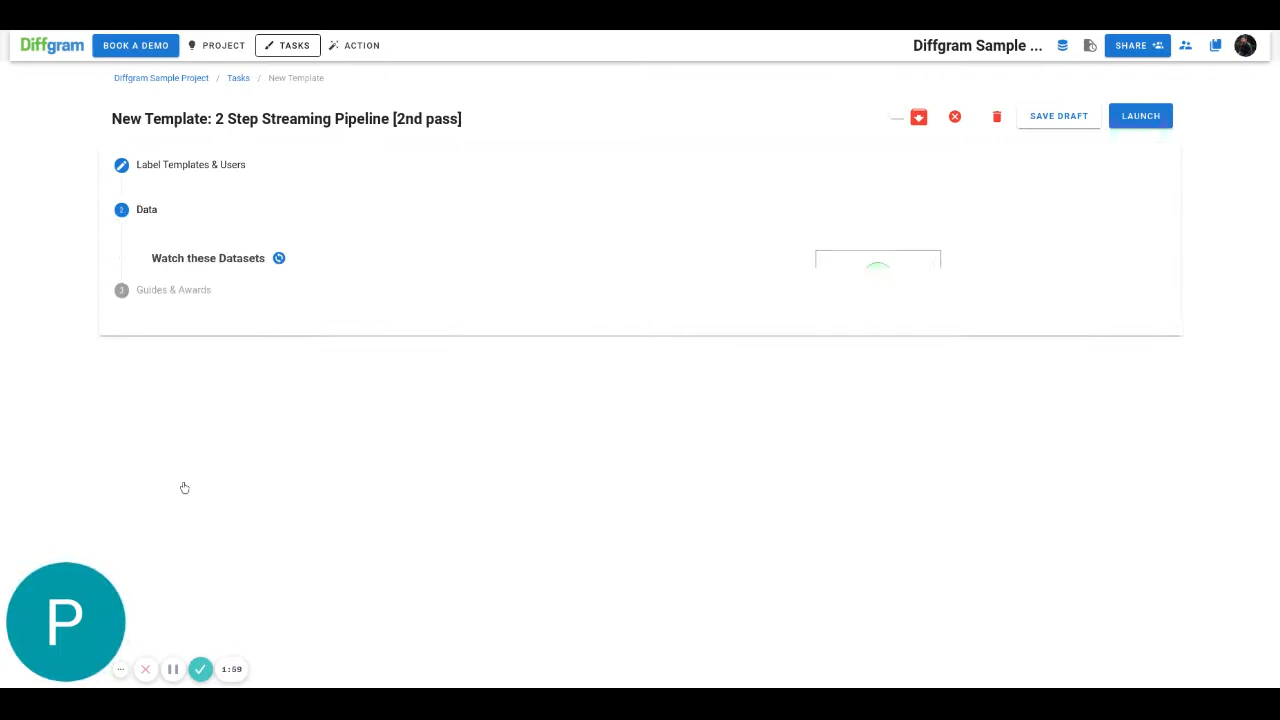 Diffgram BOOK A DEMO PROJECT TASKS ACTION Diffgram Sample ... SHARE
Diffgram Sample Project / Tasks / New Template
New Template: 2 Step Streaming Pipeline [2nd pass] SAVE DRAFT LAUNCH
Label Templates & Users
2 Data
Watch these Datasets
3 Guides & Awards
P
1:59